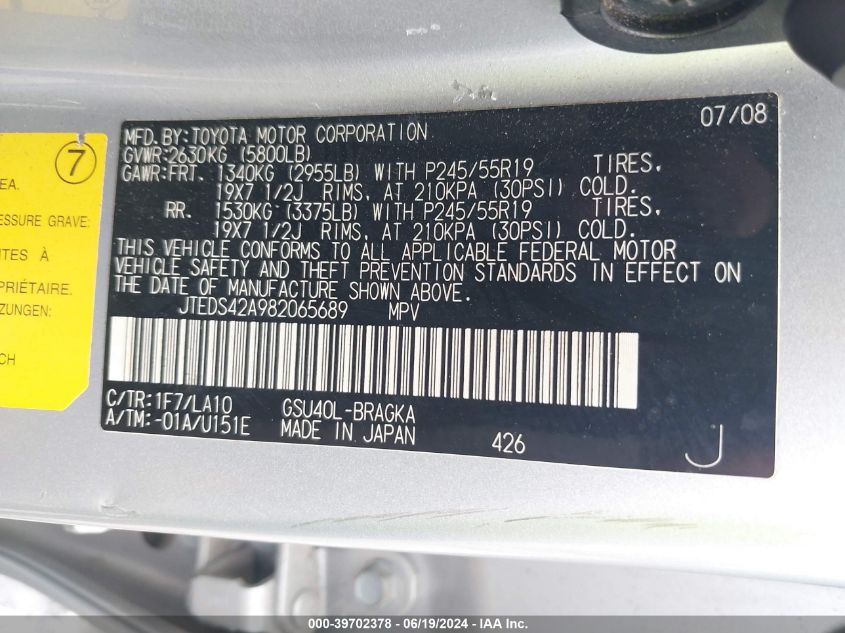 07/08
MFD. BY: TOYOTA MOTOR CORPORATION
GVWR: 2630KG (5800LB)
GAWR: FRT. 1340KG (2955LB) WITH P245/55R19 TIRES,
19X7 1/2J RIMS, AT 210KPA (30PSI) COLD.
RR. 1530KG (3375LB) WITH P245/55R19 TIRES,
19X7 1/2J RIMS, AT 210KPA (30PSI) COLD.
THIS VEHICLE CONFORMS TO ALL APPLICABLE FEDERAL MOTOR
VEHICLE SAFETY AND THEFT PREVENTION STANDARDS IN EFFECT ON
THE DATE OF MANUFACTURE SHOWN ABOVE.
JTEDS42A982065689 MPV
C/TR: 1F7/LA10 GSU40L-BRAGKA
A/TM: -01A/U151E MADE IN JAPAN 426 J
7
EA.
ESSURE GRAVE:
TES À
PRIÉTAIRE.
ZUNGEN:
CH
000-39702378 - 06/19/2024 - IAA Inc.